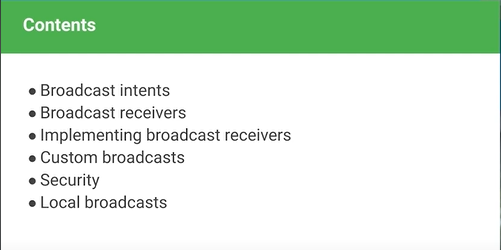 Contents
● Broadcast intents
● Broadcast receivers
● Implementing broadcast receivers
● Custom broadcasts
● Security
● Local broadcasts